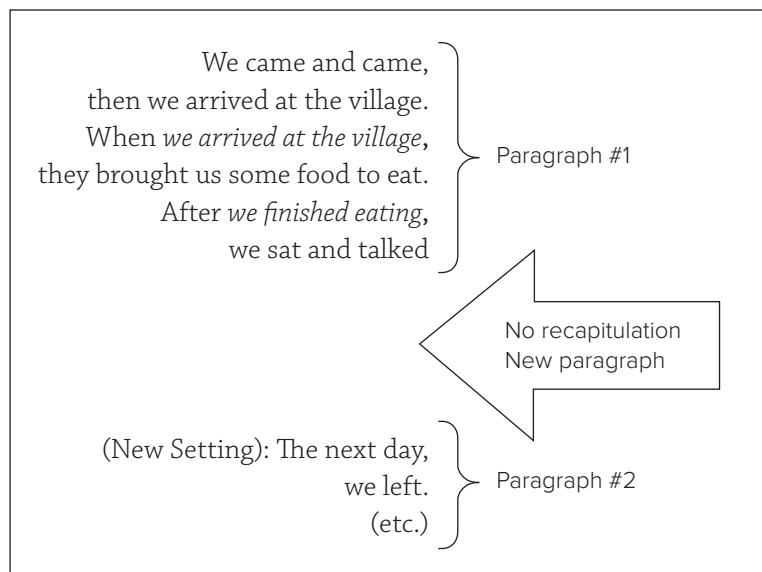 We came and came,
then we arrived at the village.
When we arrived at the village,
they brought us some food to eat.
After we finished eating,
we sat and talked
Paragraph #1
No recapitulation
New paragraph
(New Setting): The next day,
we left.
(etc.)
Paragraph #2